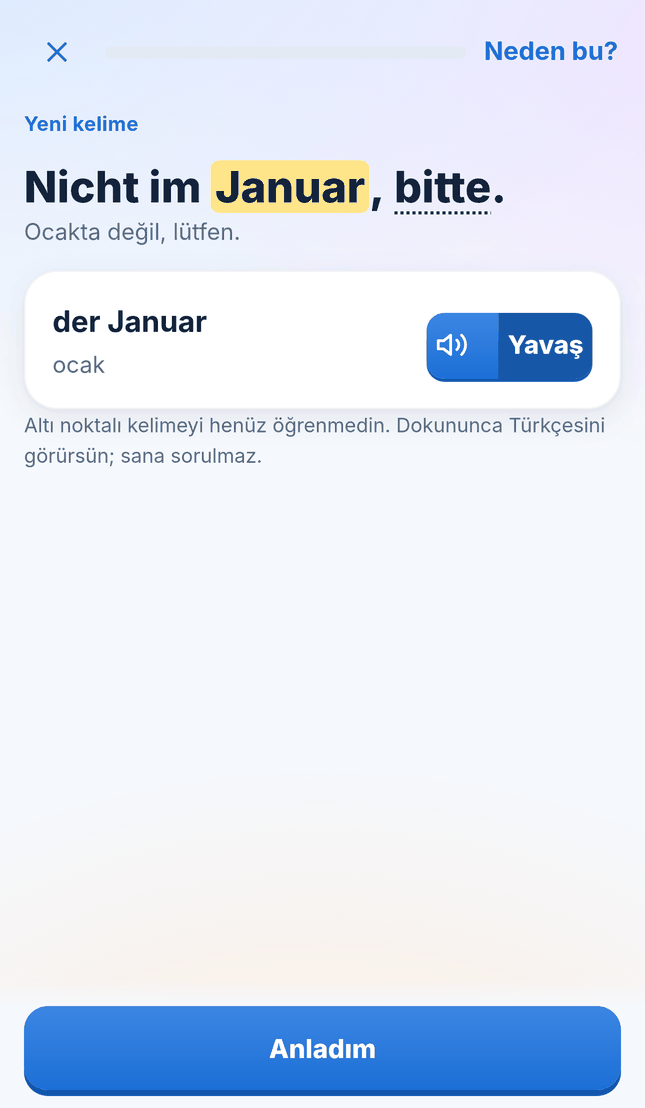 Neden bu?
Yeni kelime
Nicht im Januar, bitte.
Ocakta değil, lütfen.
der Januar
ocak
Yavaş
Altı noktalı kelimeyi henüz öğrenmedin. Dokununca Türkçesini
görürsün; sana sorulmaz.
Anladım